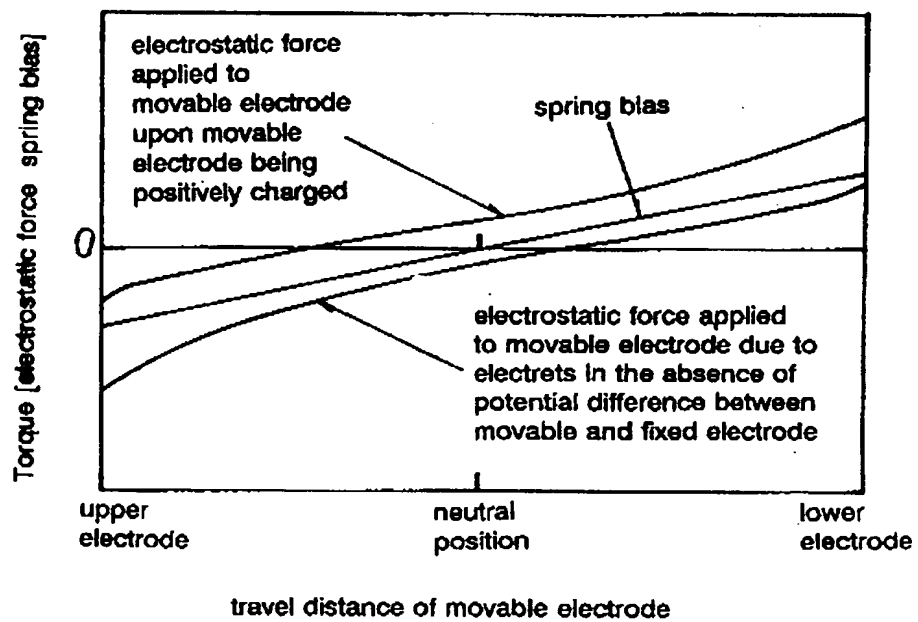 electrostatic force
applied to
movable electrode
upon movable
electrode being
positively charged
spring bias
Torque [electrostatic force spring bias]
0
electrostatic force applied
to movable electrode due to
electrets in the absence of
potential difference between
movable and fixed electrode
upper
electrode
neutral
position
lower
electrode
travel distance of movable electrode